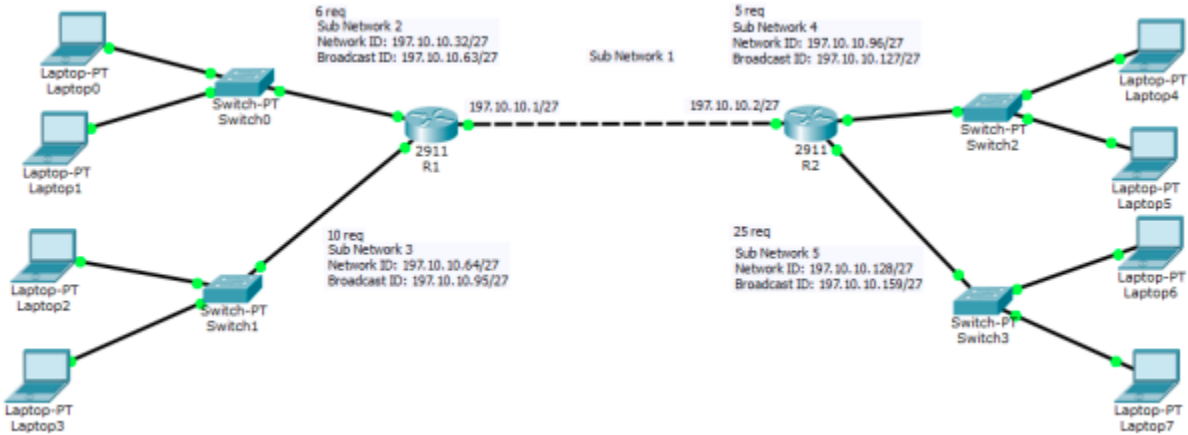 6 req
Sub Network 2
Network ID: 197.10.10.32/27
Broadcast ID: 197.10.10.63/27
Sub Network 1
5 req
Sub Network 4
Network ID: 197.10.10.96/27
Broadcast ID: 197.10.10.127/27
Laptop-PT
Laptop0
Switch-PT
Switch0
Laptop-PT
Laptop1
197.10.10.1/27
2911
R1
197.10.10.2/27
2911
R2
Switch-PT
Switch2
Laptop-PT
Laptop4
Laptop-PT
Laptop5
10 req
Sub Network 3
Network ID: 197.10.10.64/27
Broadcast ID: 197.10.10.95/27
25 req
Sub Network 5
Network ID: 197.10.10.128/27
Broadcast ID: 197.10.10.159/27
Laptop-PT
Laptop2
Switch-PT
Switch1
Laptop-PT
Laptop3
Laptop-PT
Laptop6
Switch-PT
Switch3
Laptop-PT
Laptop7